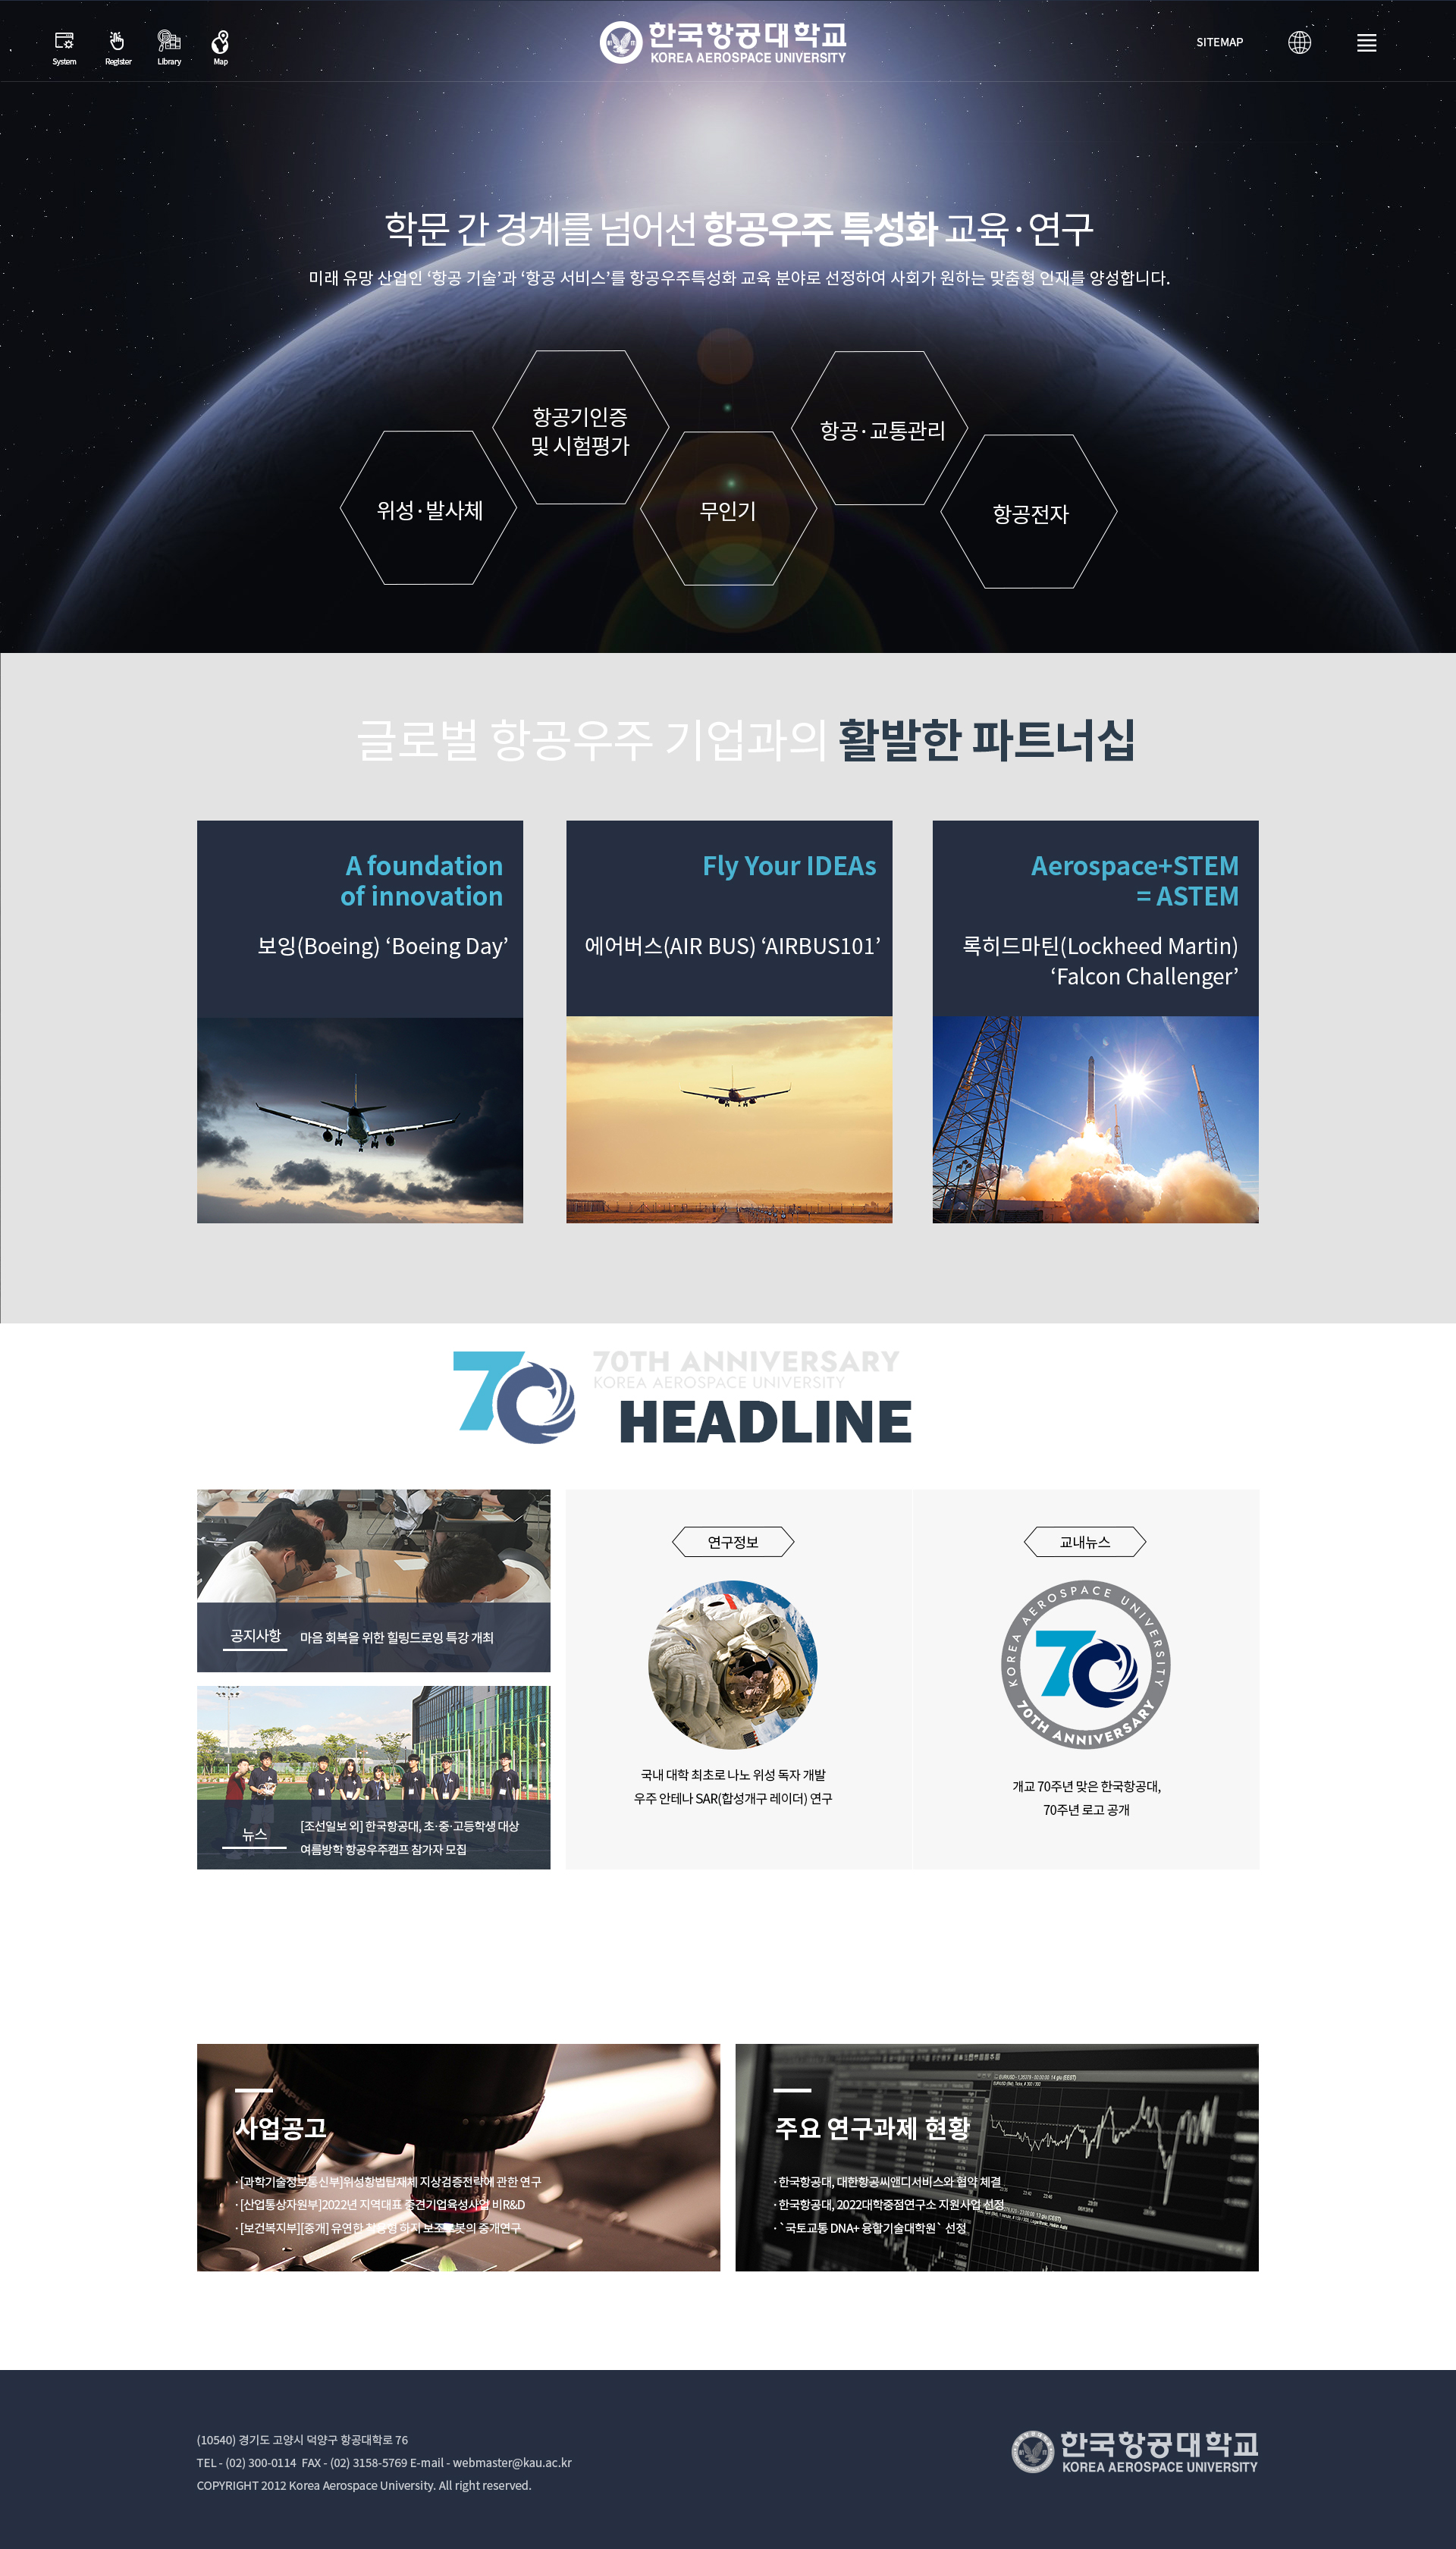 System
Register
Library
Map
한국항공대학교
KOREA AEROSPACE UNIVERSITY
SITEMAP
학문 간 경계를 넘어선 항공우주 특성화 교육·연구
미래 유망 산업인 ‘항공 기술’과 ‘항공 서비스’를 항공우주특성화 교육 분야로 선정하여 사회가 원하는 맞춤형 인재를 양성합니다.
위성·발사체
항공기인증
및 시험평가
무인기
항공·교통관리
항공전자
글로벌 항공우주 기업과의 활발한 파트너십
A foundation
of innovation
보잉(Boeing) ‘Boeing Day’
Fly Your IDEAs
에어버스(AIR BUS) ‘AIRBUS101’
Aerospace+STEM
= ASTEM
록히드마틴(Lockheed Martin)
‘Falcon Challenger’
70
70TH ANNIVERSARY
KOREA AEROSPACE UNIVERSITY
HEADLINE
공지사항
마음 회복을 위한 힐링드로잉 특강 개최
뉴스
[조선일보 외] 한국항공대, 초·중·고등학생 대상
여름방학 항공우주캠프 참가자 모집
연구정보
국내 대학 최초로 나노 위성 독자 개발
우주 안테나 SAR(합성개구 레이더) 연구
교내뉴스
KOREA AEROSPACE UNIVERSITY
70
70TH ANNIVERSARY
개교 70주년 맞은 한국항공대,
70주년 로고 공개
사업공고
· [과학기술정보통신부]위성항법탑재체 지상검증전략에 관한 연구
· [산업통상자원부]2022년 지역대표 중견기업육성사업 비R&D
· [보건복지부][중개] 유연한 착용형 하지 보조로봇의 중개연구
주요 연구과제 현황
· 한국항공대, 대한항공씨앤디서비스와 협약 체결
· 한국항공대, 2022대학중점연구소 지원사업 선정
· `국토교통 DNA+ 융합기술대학원` 선정
(10540) 경기도 고양시 덕양구 항공대학로 76
TEL - (02) 300-0114 FAX - (02) 3158-5769 E-mail - webmaster@kau.ac.kr
COPYRIGHT 2012 Korea Aerospace University. All right reserved.
한국항공대학교
KOREA AEROSPACE UNIVERSITY